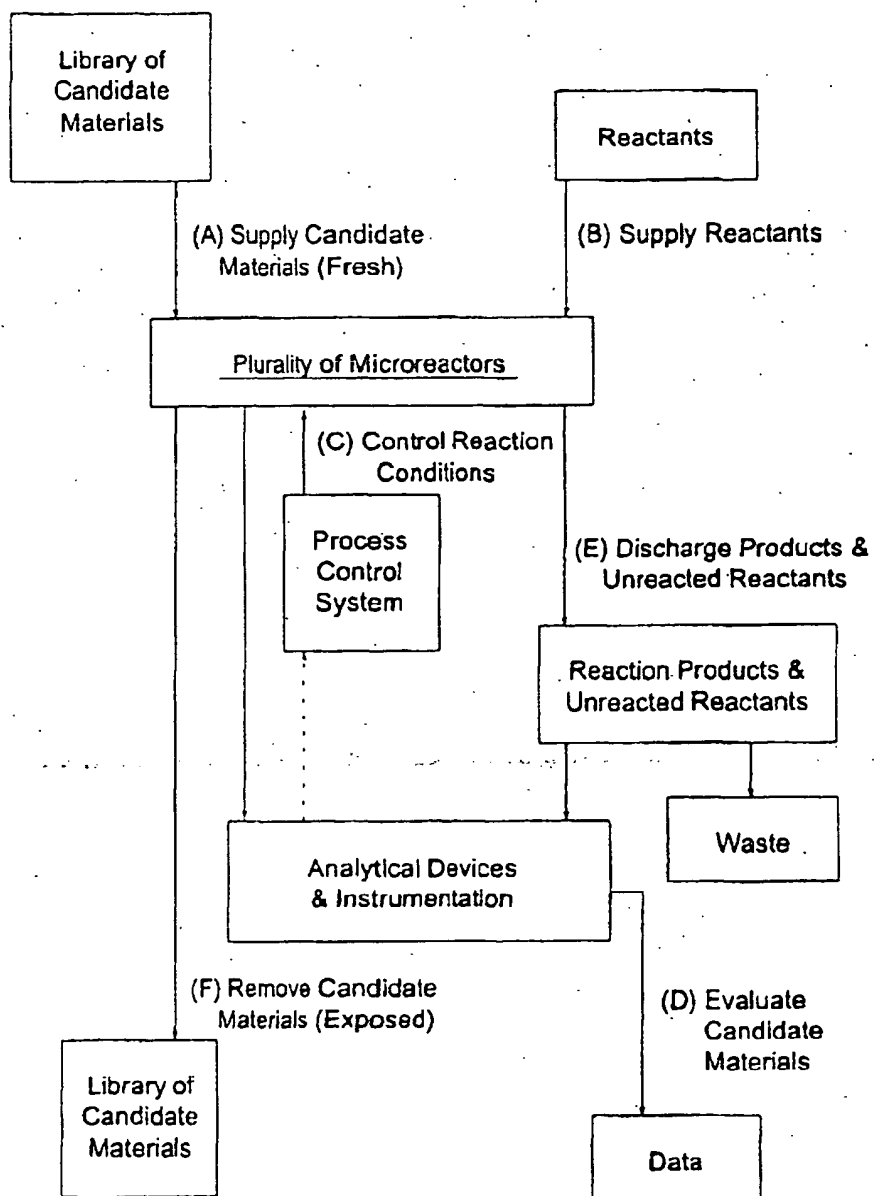 Library of
Candidate
Materials
Reactants
(A) Supply Candidate
Materials (Fresh)
(B) Supply Reactants
Plurality of Microreactors
(C) Control Reaction
Conditions
Process
Control
System
(E) Discharge Products &
Unreacted Reactants
Reaction Products &
Unreacted Reactants
Waste
Analytical Devices
& Instrumentation
(F) Remove Candidate
Materials (Exposed)
(D) Evaluate
Candidate
Materials
Library of
Candidate
Materials
Data